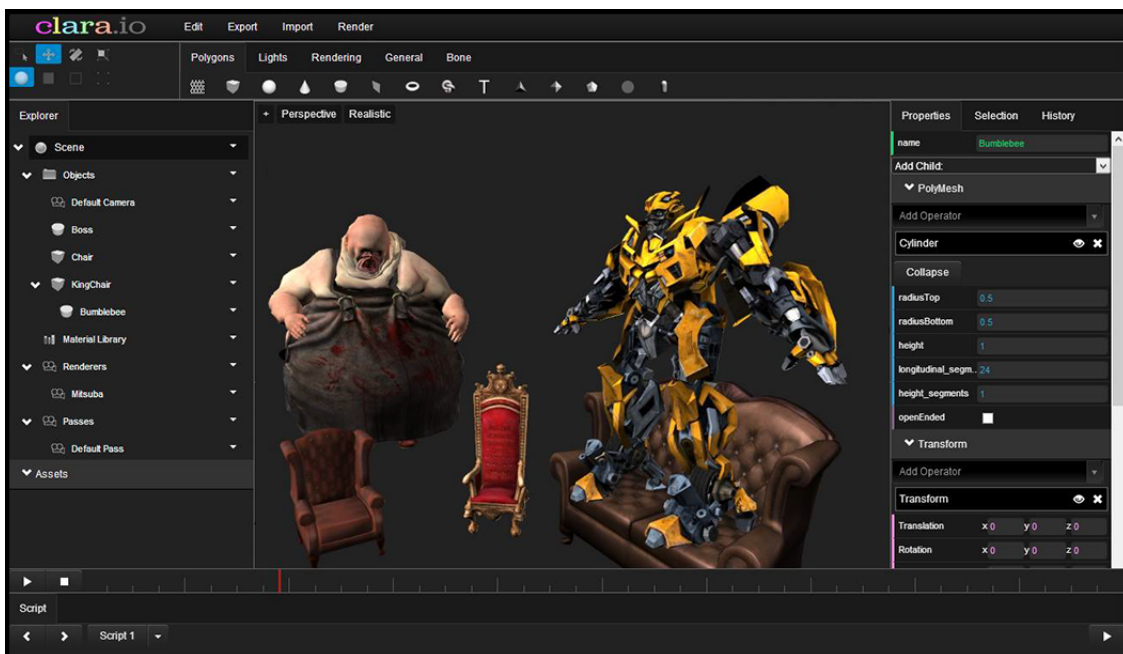 clara.io
Edit Export Import Render
Polygons Lights Rendering General Bone
Explorer
Scene
Objects
Default Camera
Boss
Chair
KingChair
Bumblebee
Material Library
Renderers
Mitsuba
Passes
Default Pass
Assets
+ Perspective Realistic
Properties Selection History
name Bumblebee
Add Child:
PolyMesh
Add Operator
Cylinder
Collapse
radiusTop 0.5
radiusBottom 0.5
height 1
longitudinal_segm.. 24
height_segments 1
openEnded
Transform
Add Operator
Transform
Translation x 0 y 0 z 0
Rotation x 0 y 0 z 0
Script
Script 1